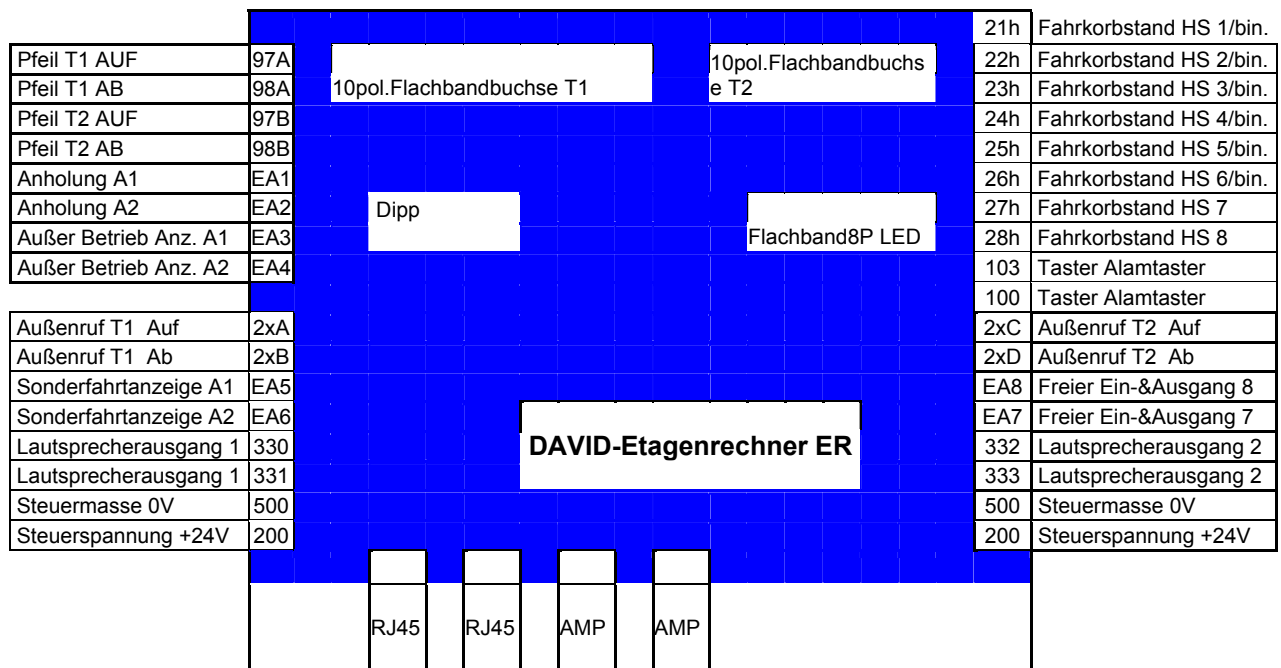 21h Fahrkorbstand HS 1/bin.
Pfeil T1 AUF 97A 22h Fahrkorbstand HS 2/bin.
Pfeil T1 AB 98A 23h Fahrkorbstand HS 3/bin.
10pol.Flachbandbuchse T1
10pol.Flachbandbuchs
e T2
Pfeil T2 AUF 97B 24h Fahrkorbstand HS 4/bin.
Pfeil T2 AB 98B 25h Fahrkorbstand HS 5/bin.
Anholung A1 EA1 26h Fahrkorbstand HS 6/bin.
Anholung A2 EA2 Dipp 27h Fahrkorbstand HS 7
Außer Betrieb Anz. A1 EA3 Flachband8P LED 28h Fahrkorbstand HS 8
Außer Betrieb Anz. A2 EA4 103 Taster Alamtaster
100 Taster Alamtaster
Außenruf T1 Auf 2xA 2xC Außenruf T2 Auf
Außenruf T1 Ab 2xB 2xD Außenruf T2 Ab
Sonderfahrtanzeige A1 EA5 EA8 Freier Ein-&Ausgang 8
Sonderfahrtanzeige A2 EA6 EA7 Freier Ein-&Ausgang 7
Lautsprecherausgang 1 330 DAVID-Etagenrechner ER 332 Lautsprecherausgang 2
Lautsprecherausgang 1 331 333 Lautsprecherausgang 2
Steuermasse 0V 500 500 Steuermasse 0V
Steuerspannung +24V 200 200 Steuerspannung +24V
RJ45 RJ45 AMP AMP